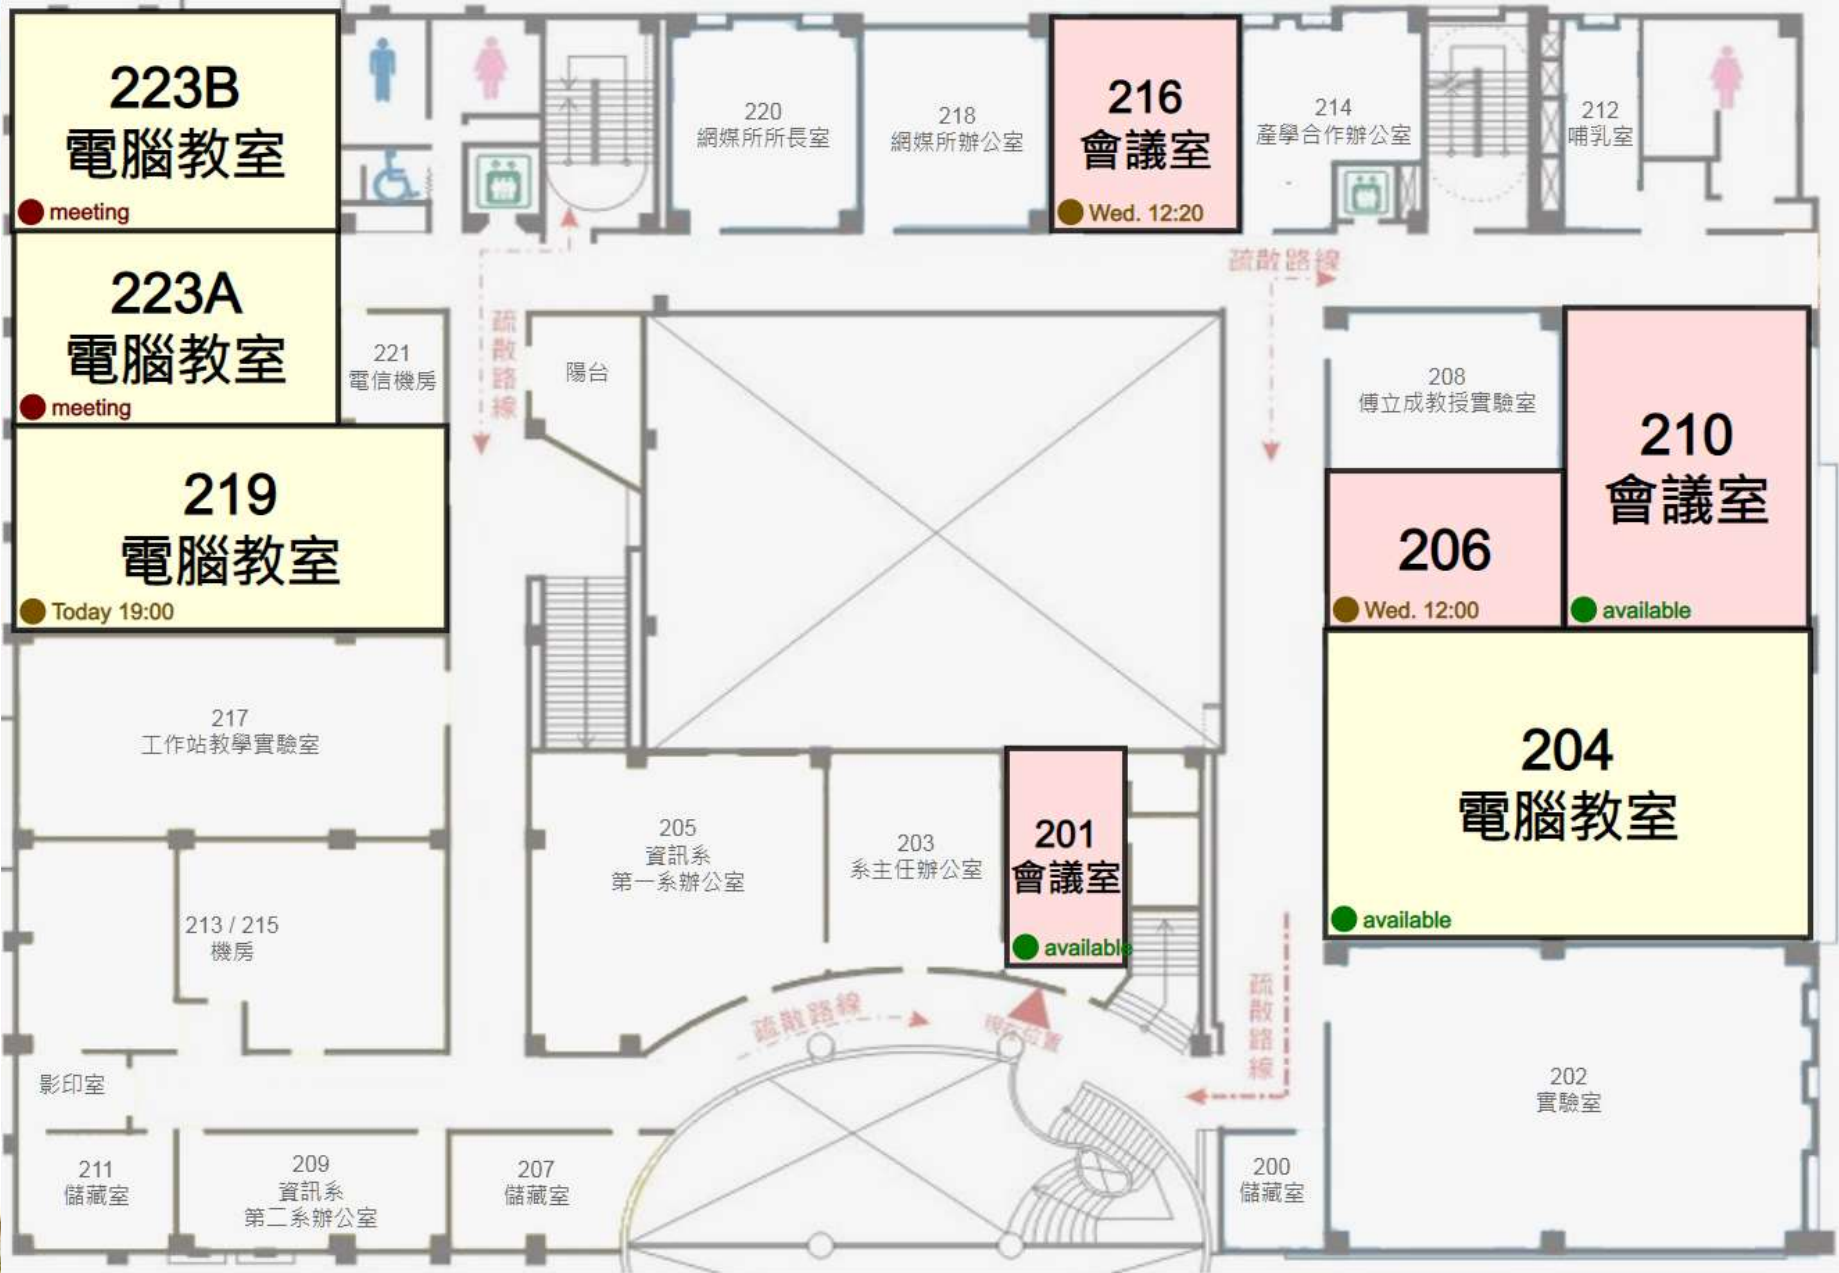 223B
電腦教室
meeting
220
網媒所所長室
218
網媒所辦公室
216
會議室
Wed. 12:20
214
產學合作辦公室
212
哺乳室
疏散路線
223A
電腦教室
meeting
221
電信機房
疏散路線
陽台
208
傅立成教授實驗室
210
會議室
available
219
電腦教室
Today 19:00
206
Wed. 12:00
217
工作站教學實驗室
204
電腦教室
available
205
資訊系
第一系辦公室
203
系主任辦公室
201
會議室
available
213 / 215
機房
疏散路線
疏散路線
影印室
202
實驗室
211
儲藏室
209
資訊系
第二系辦公室
207
儲藏室
200
儲藏室